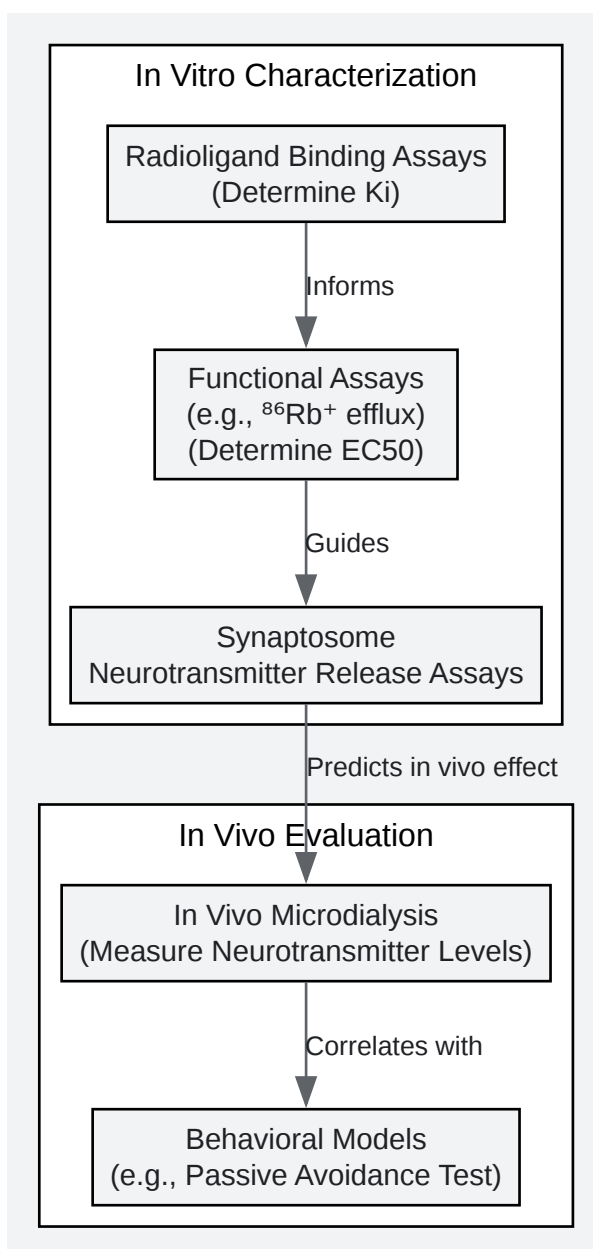 In Vitro Characterization
Radioligand Binding Assays
(Determine Ki)
Informs
Functional Assays
(e.g., ⁸⁶Rb⁺ efflux)
(Determine EC50)
Guides
Synaptosome
Neurotransmitter Release Assays
Predicts in vivo effect
In Vivo Evaluation
In Vivo Microdialysis
(Measure Neurotransmitter Levels)
Correlates with
Behavioral Models
(e.g., Passive Avoidance Test)